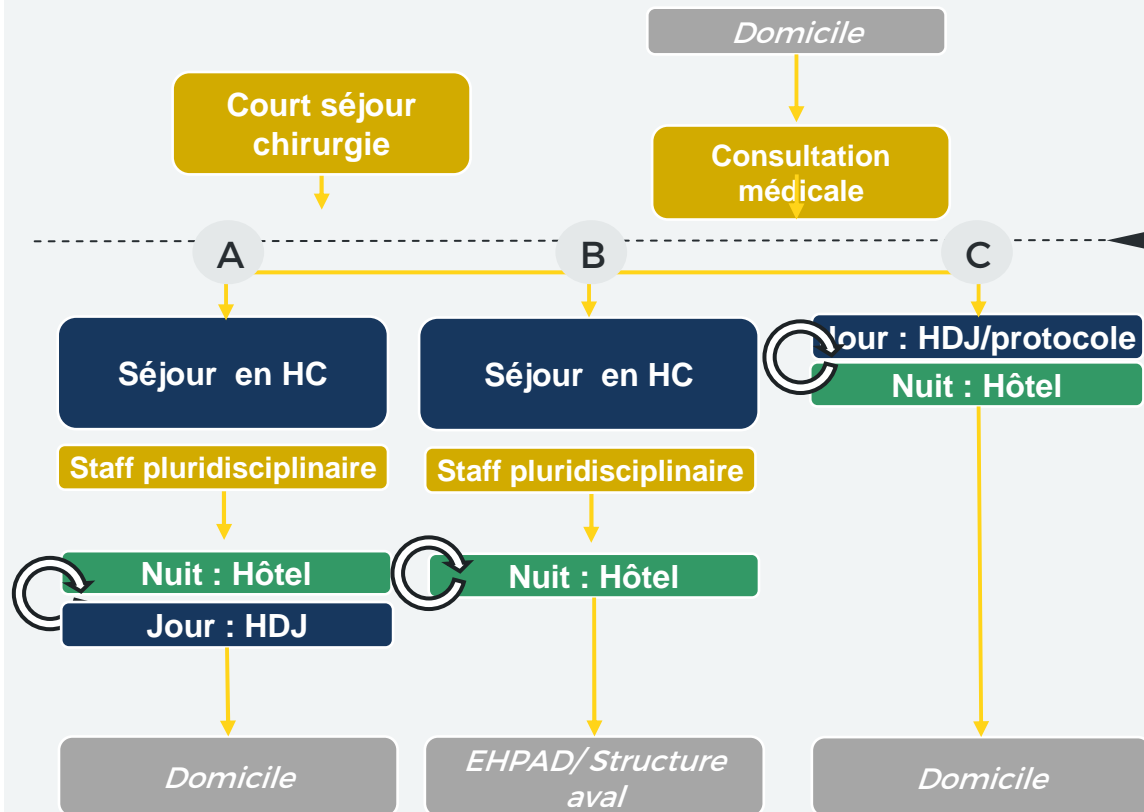 Domicile
Court séjour
chirurgie
Consultation
médicale
A
B
C
Séjour en HC
Séjour en HC
Jour : HDJ/protocole
Nuit : Hôtel
Staff pluridisciplinaire
Staff pluridisciplinaire
Nuit : Hôtel
Jour : HDJ
Nuit : Hôtel
Domicile
EHPAD/ Structure
aval
Domicile